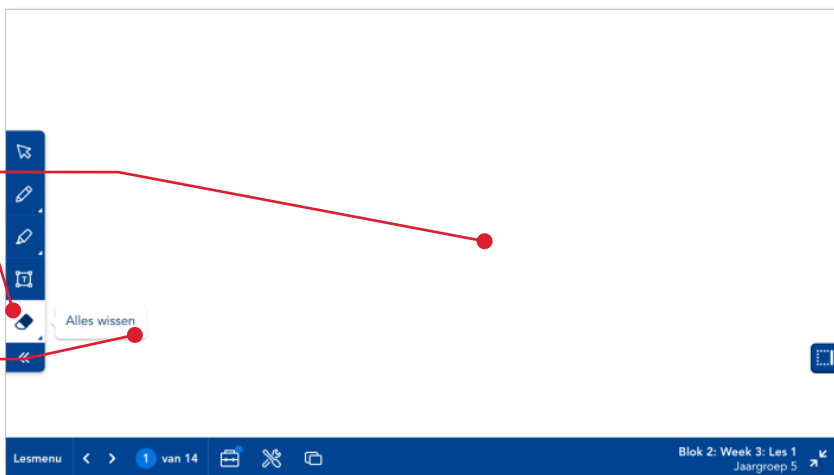 T
Alles wissen
Lesmenu
1 van 14
Blok 2: Week 3: Les 1
Jaargroep 5